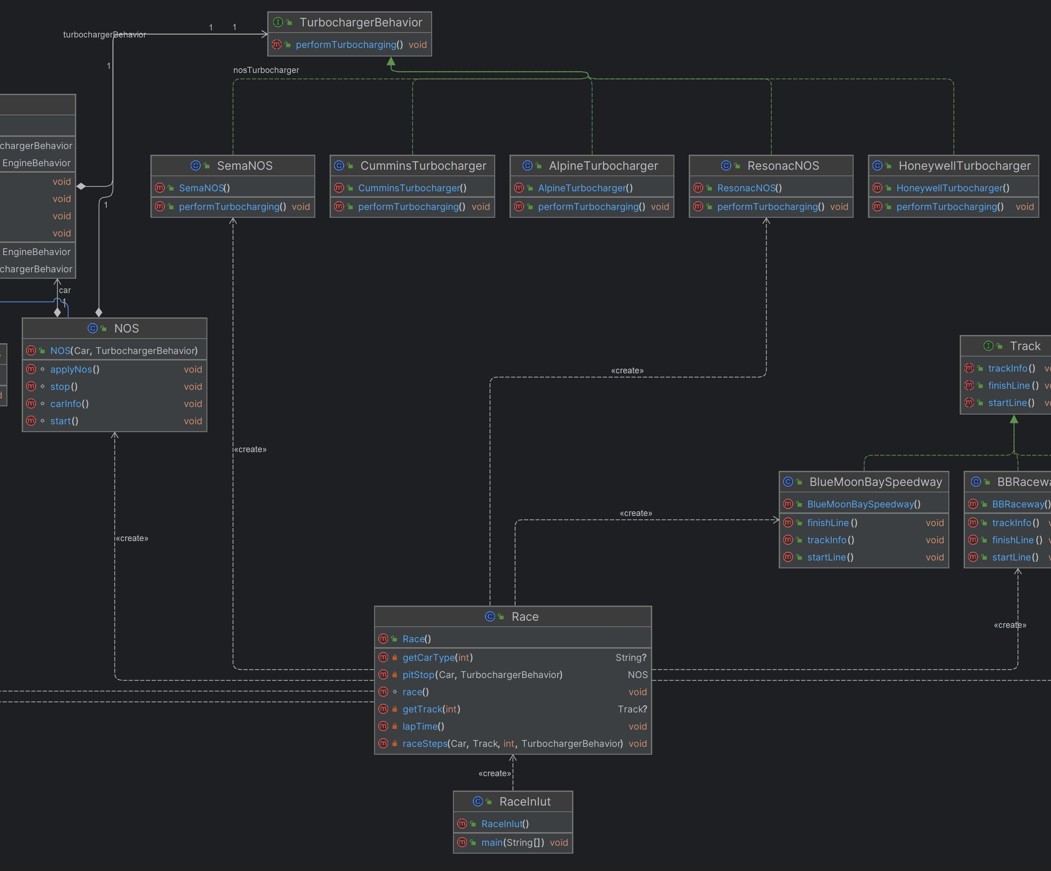 TurbochargerBehavior
performTurbocharging() void
turbochargerBehavior
1 1
1
nosTurbocharger
chargerBehavior
EngineBehavior
void
void
void
void
EngineBehavior
chargerBehavior
1
car
1
SemaNOS
SemaNOS()
performTurbocharging() void
CumminsTurbocharger
CumminsTurbocharger()
performTurbocharging() void
AlpineTurbocharger
AlpineTurbocharger()
performTurbocharging() void
ResonacNOS
ResonacNOS()
performTurbocharging() void
HoneywellTurbocharger
HoneywellTurbocharger()
performTurbocharging() void
NOS
NOS(Car, TurbochargerBehavior)
applyNos() void
stop() void
carInfo() void
start() void
Track
trackInfo()
finishLine()
startLine()
«create»
«create»
«create»
«create»
BlueMoonBaySpeedway
BlueMoonBaySpeedway()
finishLine() void
trackInfo() void
startLine() void
BBRacewa
BBRaceway()
trackInfo()
finishLine()
startLine()
«create»
Race
Race()
getCarType(int) String?
pitStop(Car, TurbochargerBehavior) NOS
race() void
getTrack(int) Track?
lapTime() void
raceSteps(Car, Track, int, TurbochargerBehavior) void
«create»
RaceInIut
RaceInIut()
main(String[]) void